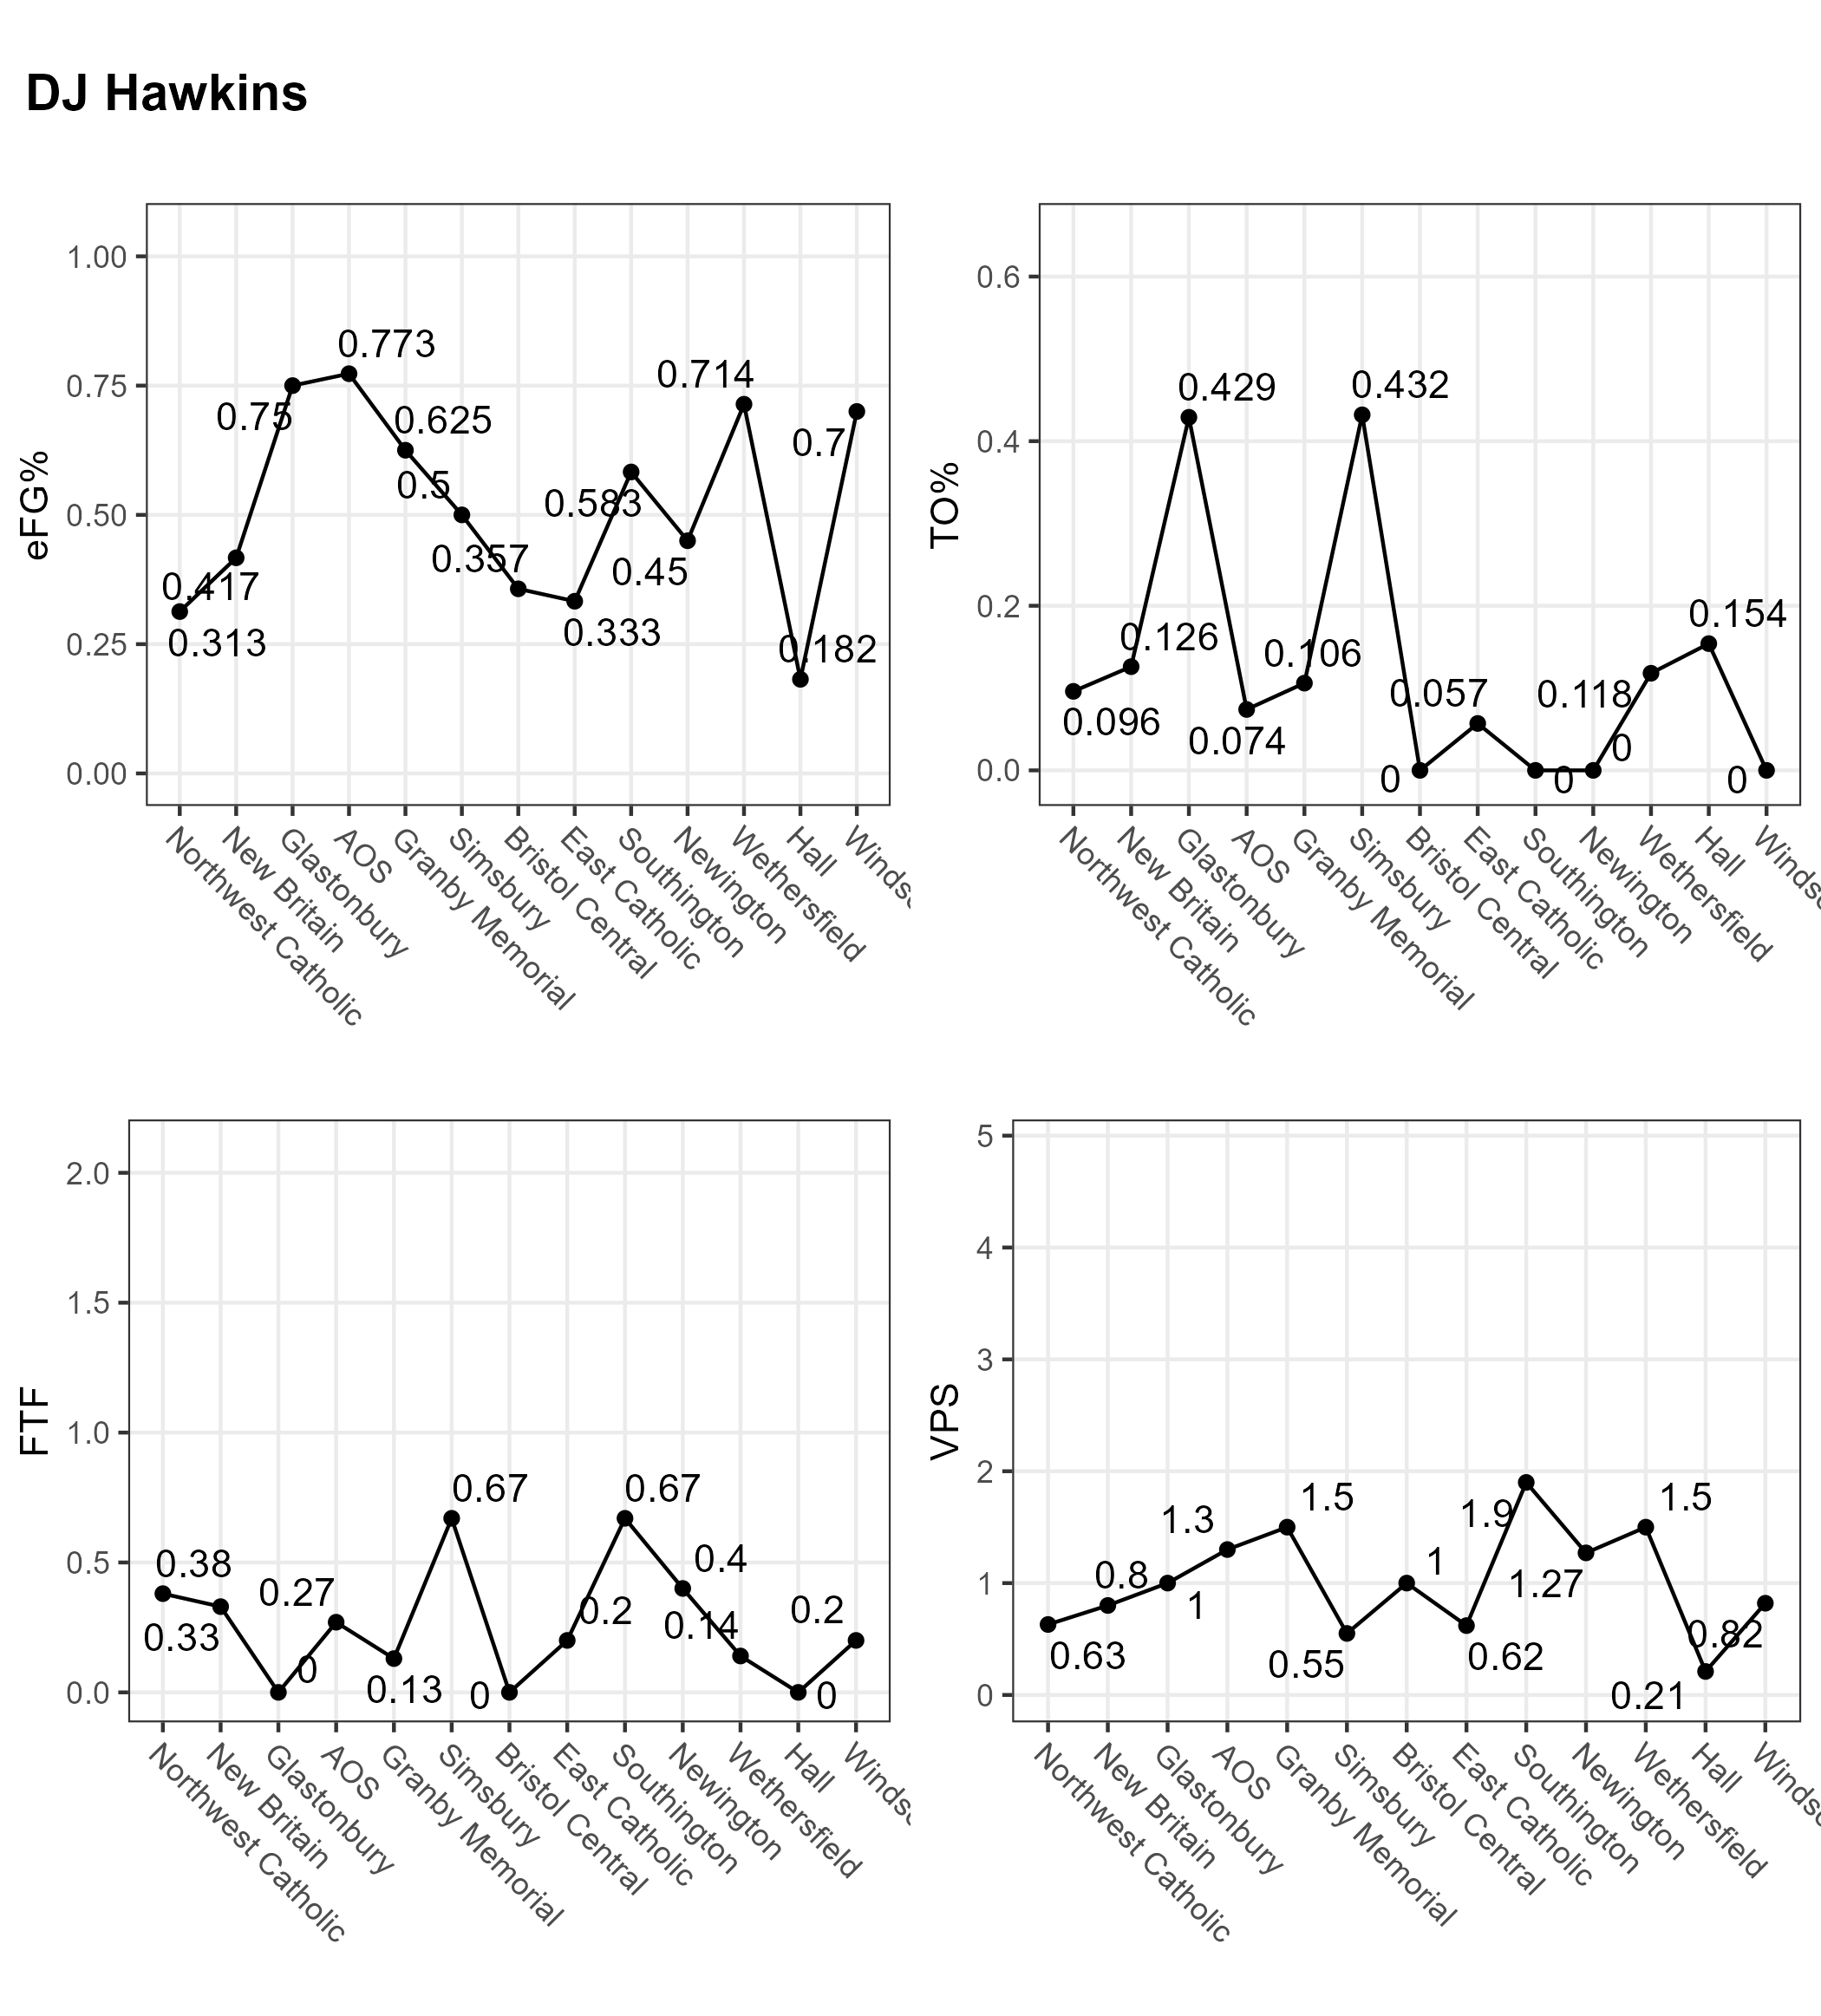 DJ Hawkins
eFG%
1.00
0.75
0.50
0.25
0.00
0.313
0.417
0.75
0.773
0.625
0.5
0.357
0.333
0.583
0.45
0.714
0.182
0.7
Northwest Catholic
New Britain
Glastonbury
AOS
Granby Memorial
Simsbury
Bristol Central
East Catholic
Southington
Newington
Wethersfield
Hall
Winds
TO%
0.6
0.4
0.2
0.0
0.096
0.126
0.429
0.074
0.106
0.432
0
0.057
0
0
0.118
0.154
0
Northwest Catholic
New Britain
Glastonbury
AOS
Granby Memorial
Simsbury
Bristol Central
East Catholic
Southington
Newington
Wethersfield
Hall
Winds
FTF
2.0
1.5
1.0
0.5
0.0
0.38
0.33
0
0.27
0.13
0.67
0
0.2
0.67
0.4
0.14
0
0.2
Northwest Catholic
New Britain
Glastonbury
AOS
Granby Memorial
Simsbury
Bristol Central
East Catholic
Southington
Newington
Wethersfield
Hall
Winds
VPS
5
4
3
2
1
0
0.63
0.8
1
1.3
1.5
0.55
1
0.62
1.9
1.27
1.5
0.21
0.82
Northwest Catholic
New Britain
Glastonbury
AOS
Granby Memorial
Simsbury
Bristol Central
East Catholic
Southington
Newington
Wethersfield
Hall
Winds